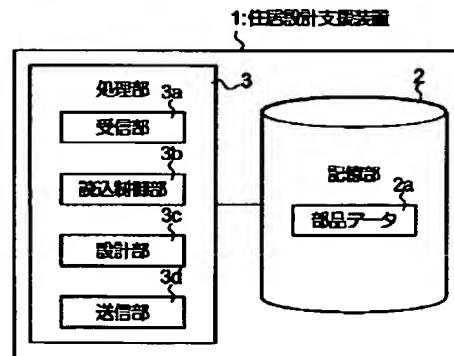 1:住居設計支援装置
3
処理部
3a
受信部
3b
読込制御部
3c
設計部
3d
送信部
2
記憶部
2a
部品データ